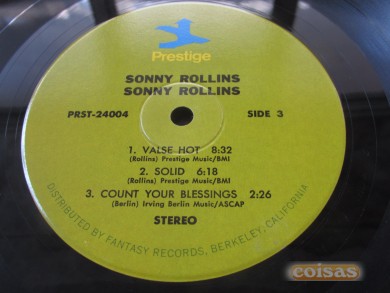 Prestige
SONNY ROLLINS
SONNY ROLLINS
PRST-24004
SIDE 3
1. VALSE HOT 8:32
(Rollins) Prestige Music/BMI
2. SOLID 6:18
(Rollins) Prestige Music/BMI
3. COUNT YOUR BLESSINGS 2:26
(Berlin) Irving Berlin Music/ASCAP
STEREO
DISTRIBUTED BY FANTASY RECORDS, BERKELEY, CALIFORNIA
coisas